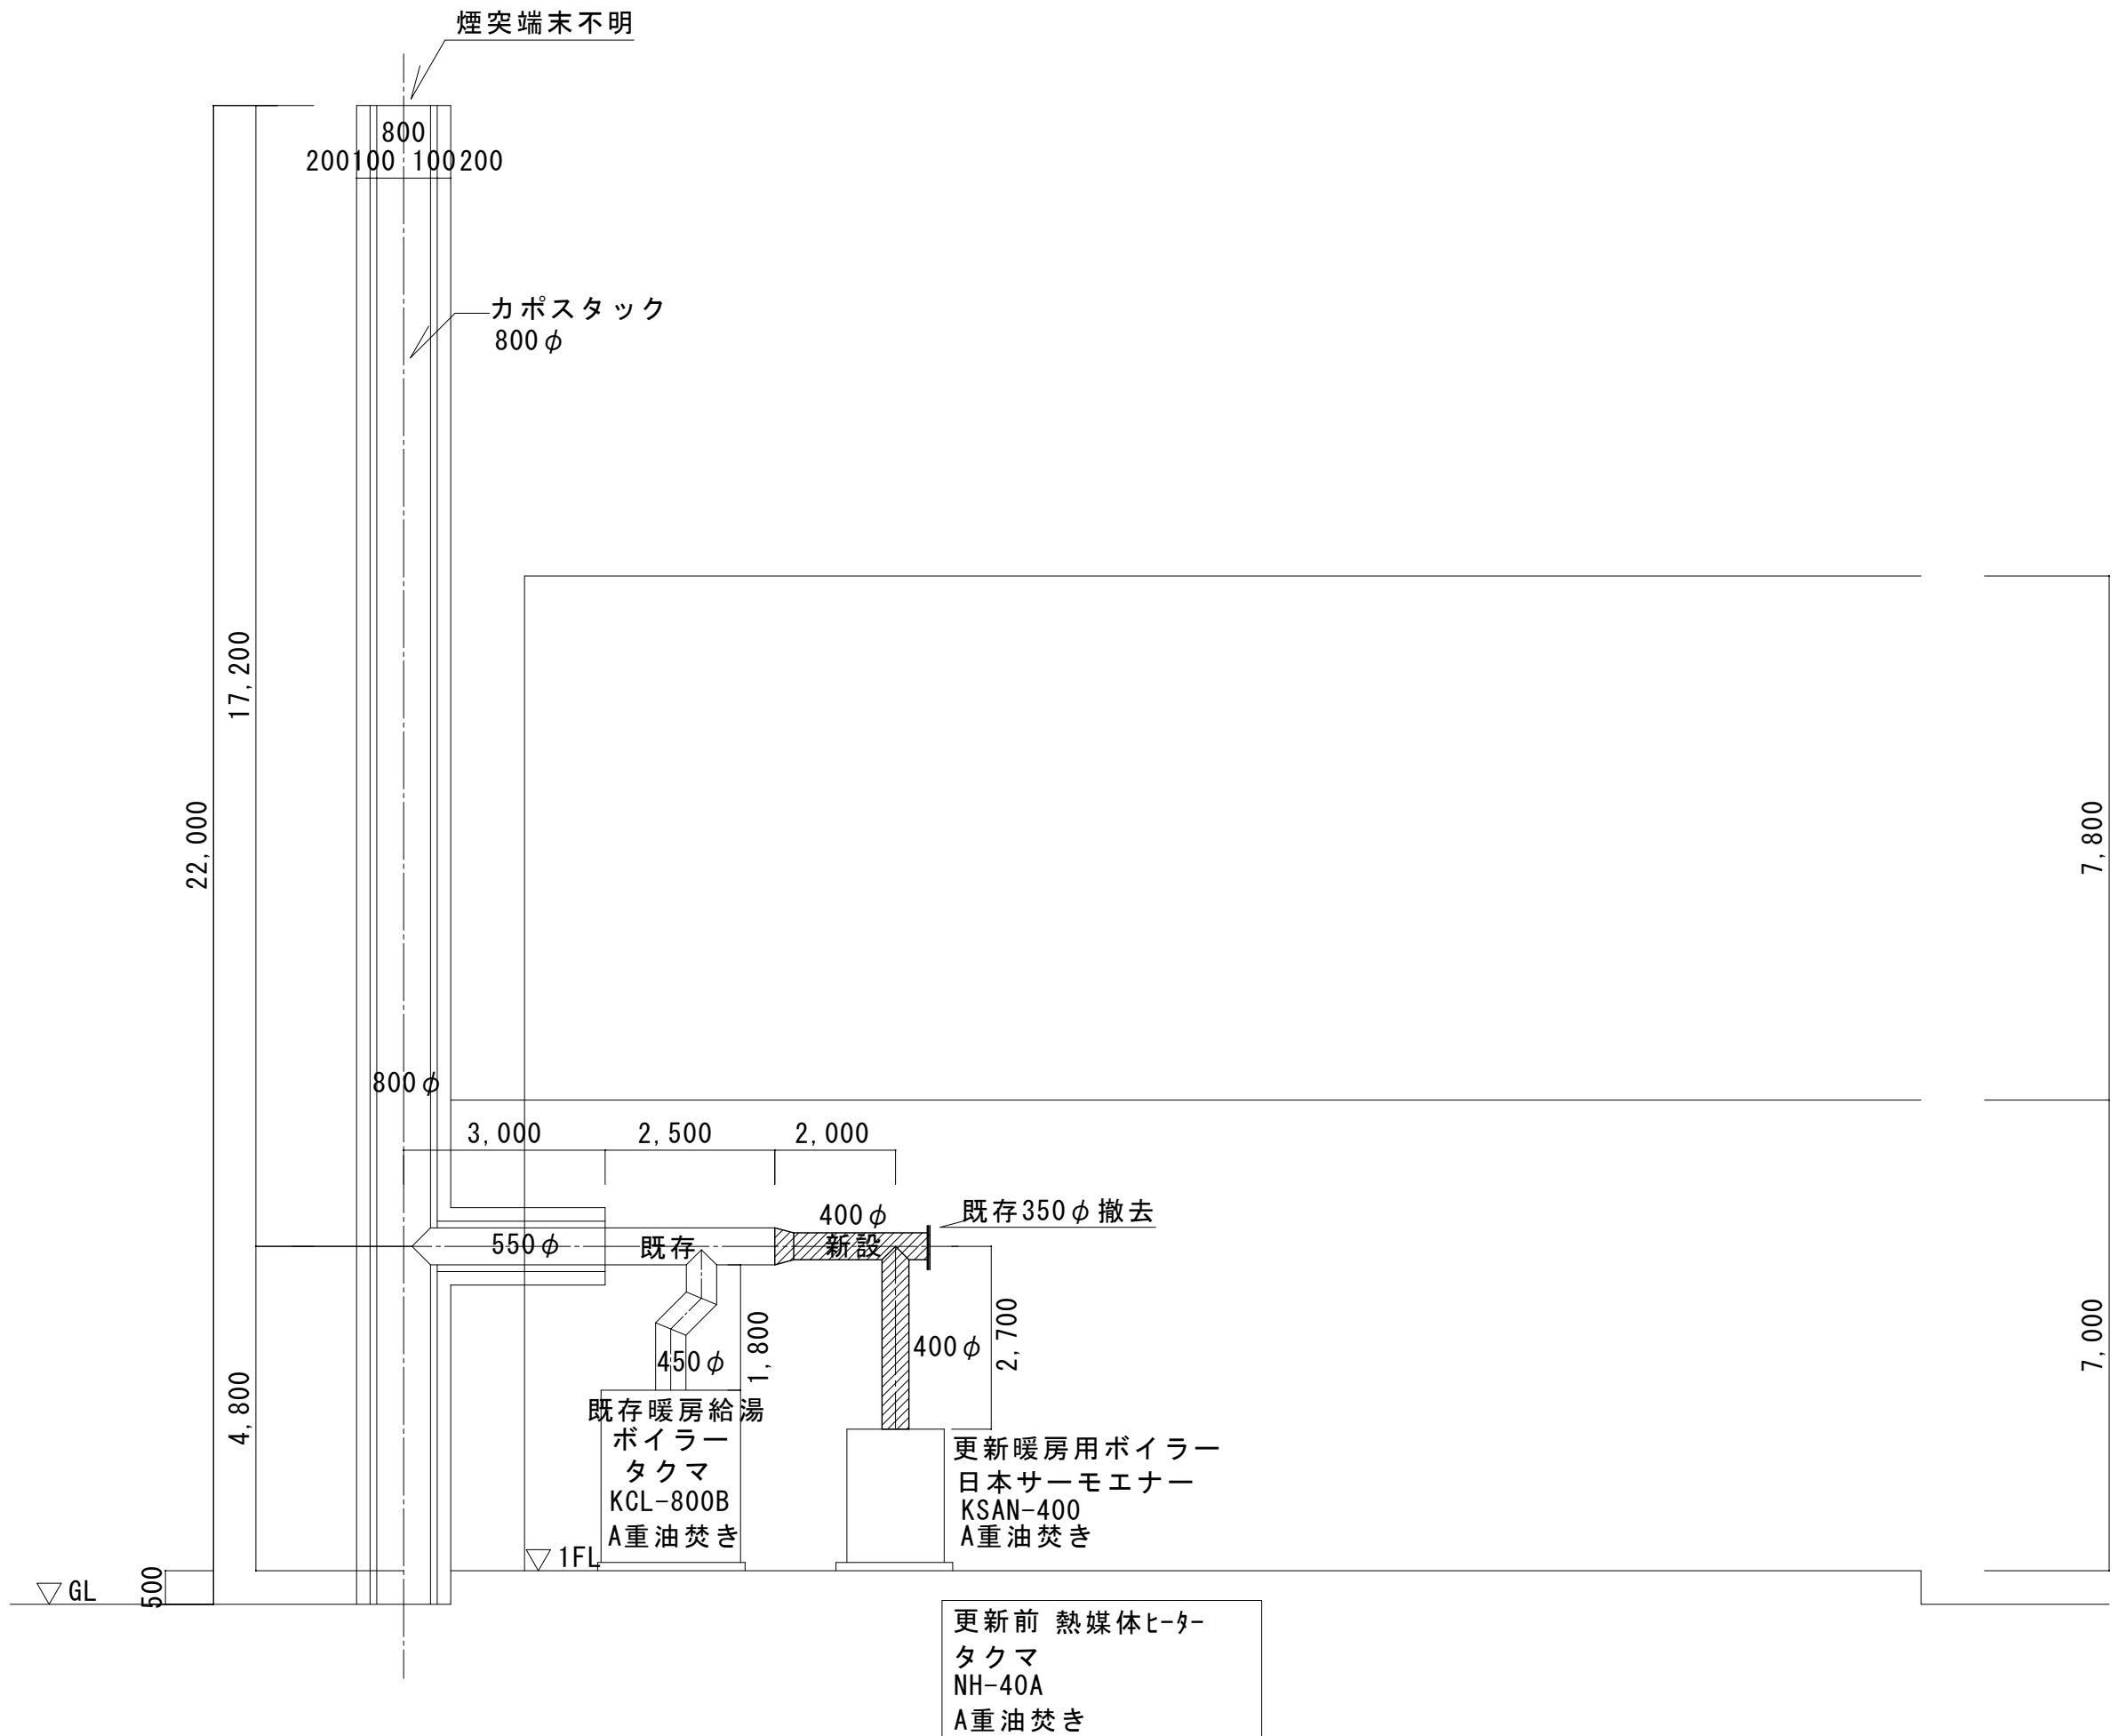 煙突端末不明
800
200 100 100 200
カポスタック
800φ
17,200
22,000
7,800
800φ
3,000
2,500
2,000
400φ
既存350φ撤去
550φ
既存
新設
1,800
2,700
450φ
400φ
7,000
4,800
既存暖房給湯
ボイラー
タクマ
KCL-800B
A重油焚き
更新暖房用ボイラー
日本サーモエナー
KSAN-400
A重油焚き
1FL
GL
500
更新前 熱媒体ﾋｰﾀｰ
タクマ
NH-40A
A重油焚き